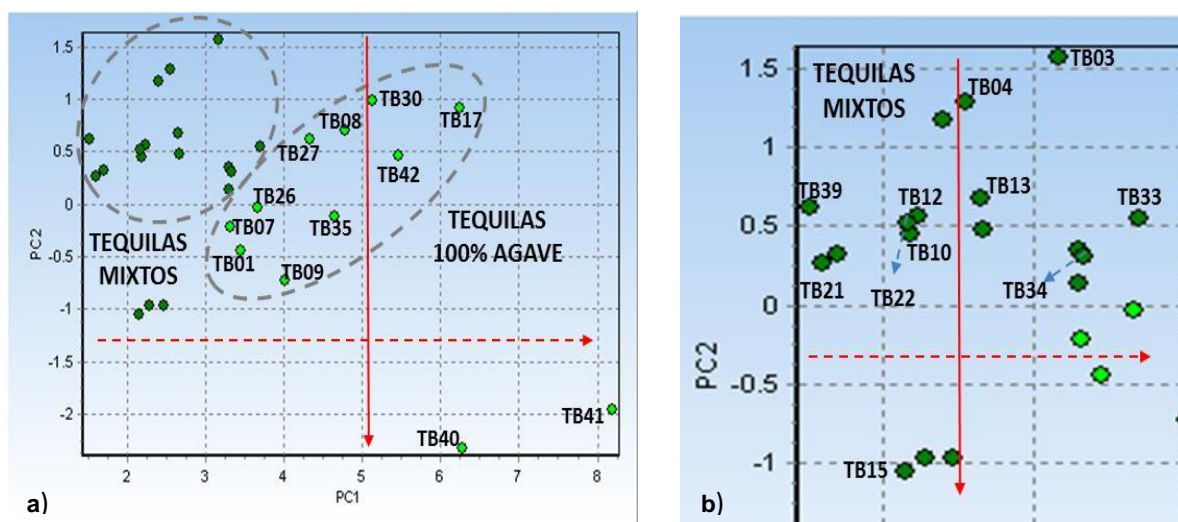 1.5
1
0.5
0
-0.5
-1
-1.5
-2
PC2
2
3
4
5
6
7
8
PC1
TB30
TB17
TB08
TB27
TB42
TB26
TB07
TB35
TEQUILAS
100% AGAVE
TEQUILAS
MIXTOS
TB01
TB09
TB41
TB40
a)
1.5
1
0.5
0
-0.5
-1
PC2
TEQUILAS
MIXTOS
TB03
TB04
TB39
TB12
TB13
TB33
TB10
TB21
TB22
TB34
TB15
b)